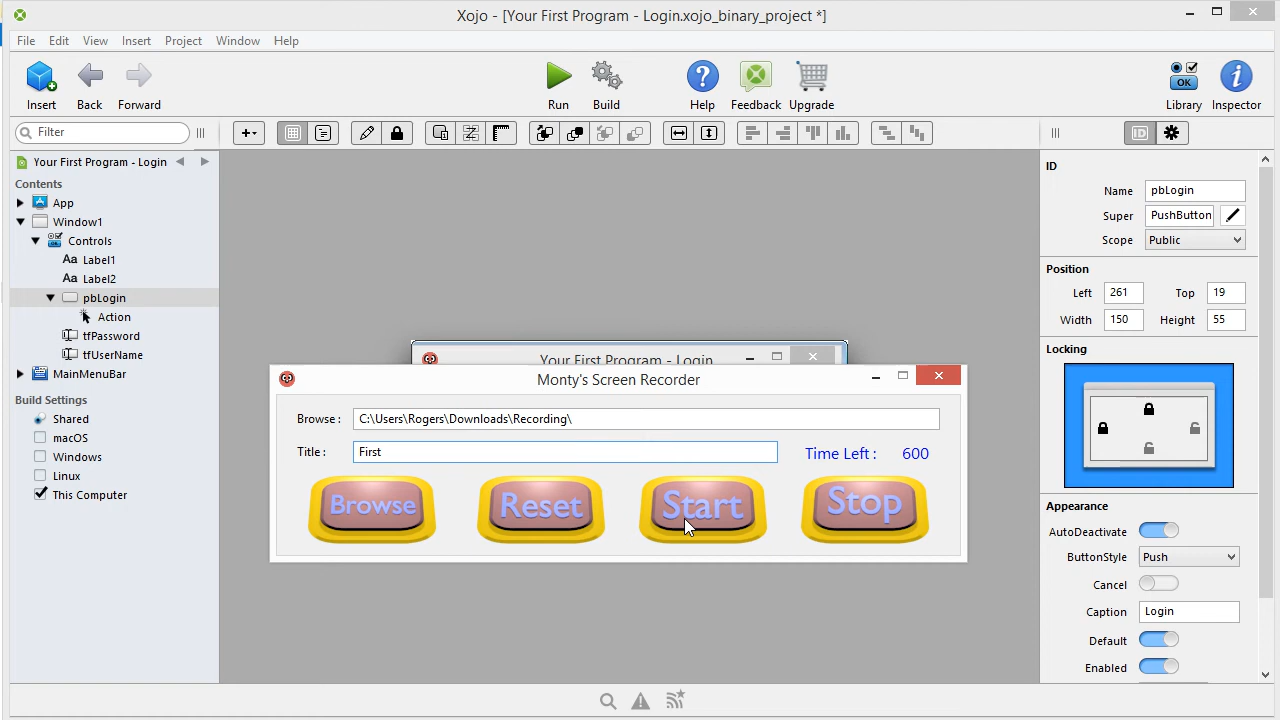 Xojo - [Your First Program - Login.xojo_binary_project *]
File Edit View Insert Project Window Help
Insert Back Forward Run Build Help Feedback Upgrade OK Library Inspector
Filter ID
Your First Program - Login
Contents
App
Window1
Controls
Aa Label1
Aa Label2
pbLogin
Action
tfPassword
tfUserName
MainMenuBar
Build Settings
Shared
macOS
Windows
Linux
This Computer
Your First Program - Login
Monty's Screen Recorder
Browse : C:\Users\Rogers\Downloads\Recording\
Title : First Time Left : 600
Browse Reset Start Stop
ID
Name pbLogin
Super PushButton
Scope Public
Position
Left 261 Top 19
Width 150 Height 55
Locking
Appearance
AutoDeactivate
ButtonStyle Push
Cancel
Caption Login
Default
Enabled